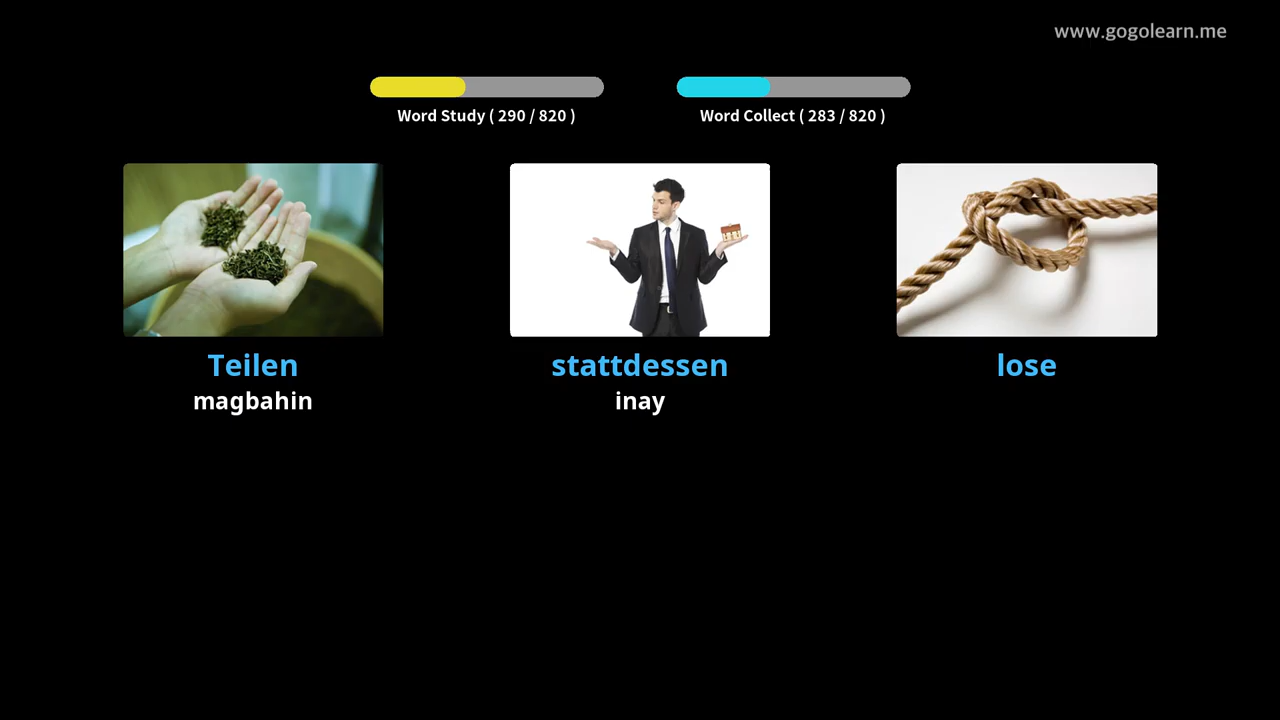 www.gogolearn.me
Word Study ( 290 / 820 )
Word Collect ( 283 / 820 )
Teilen
magbahin
stattdessen
inay
lose